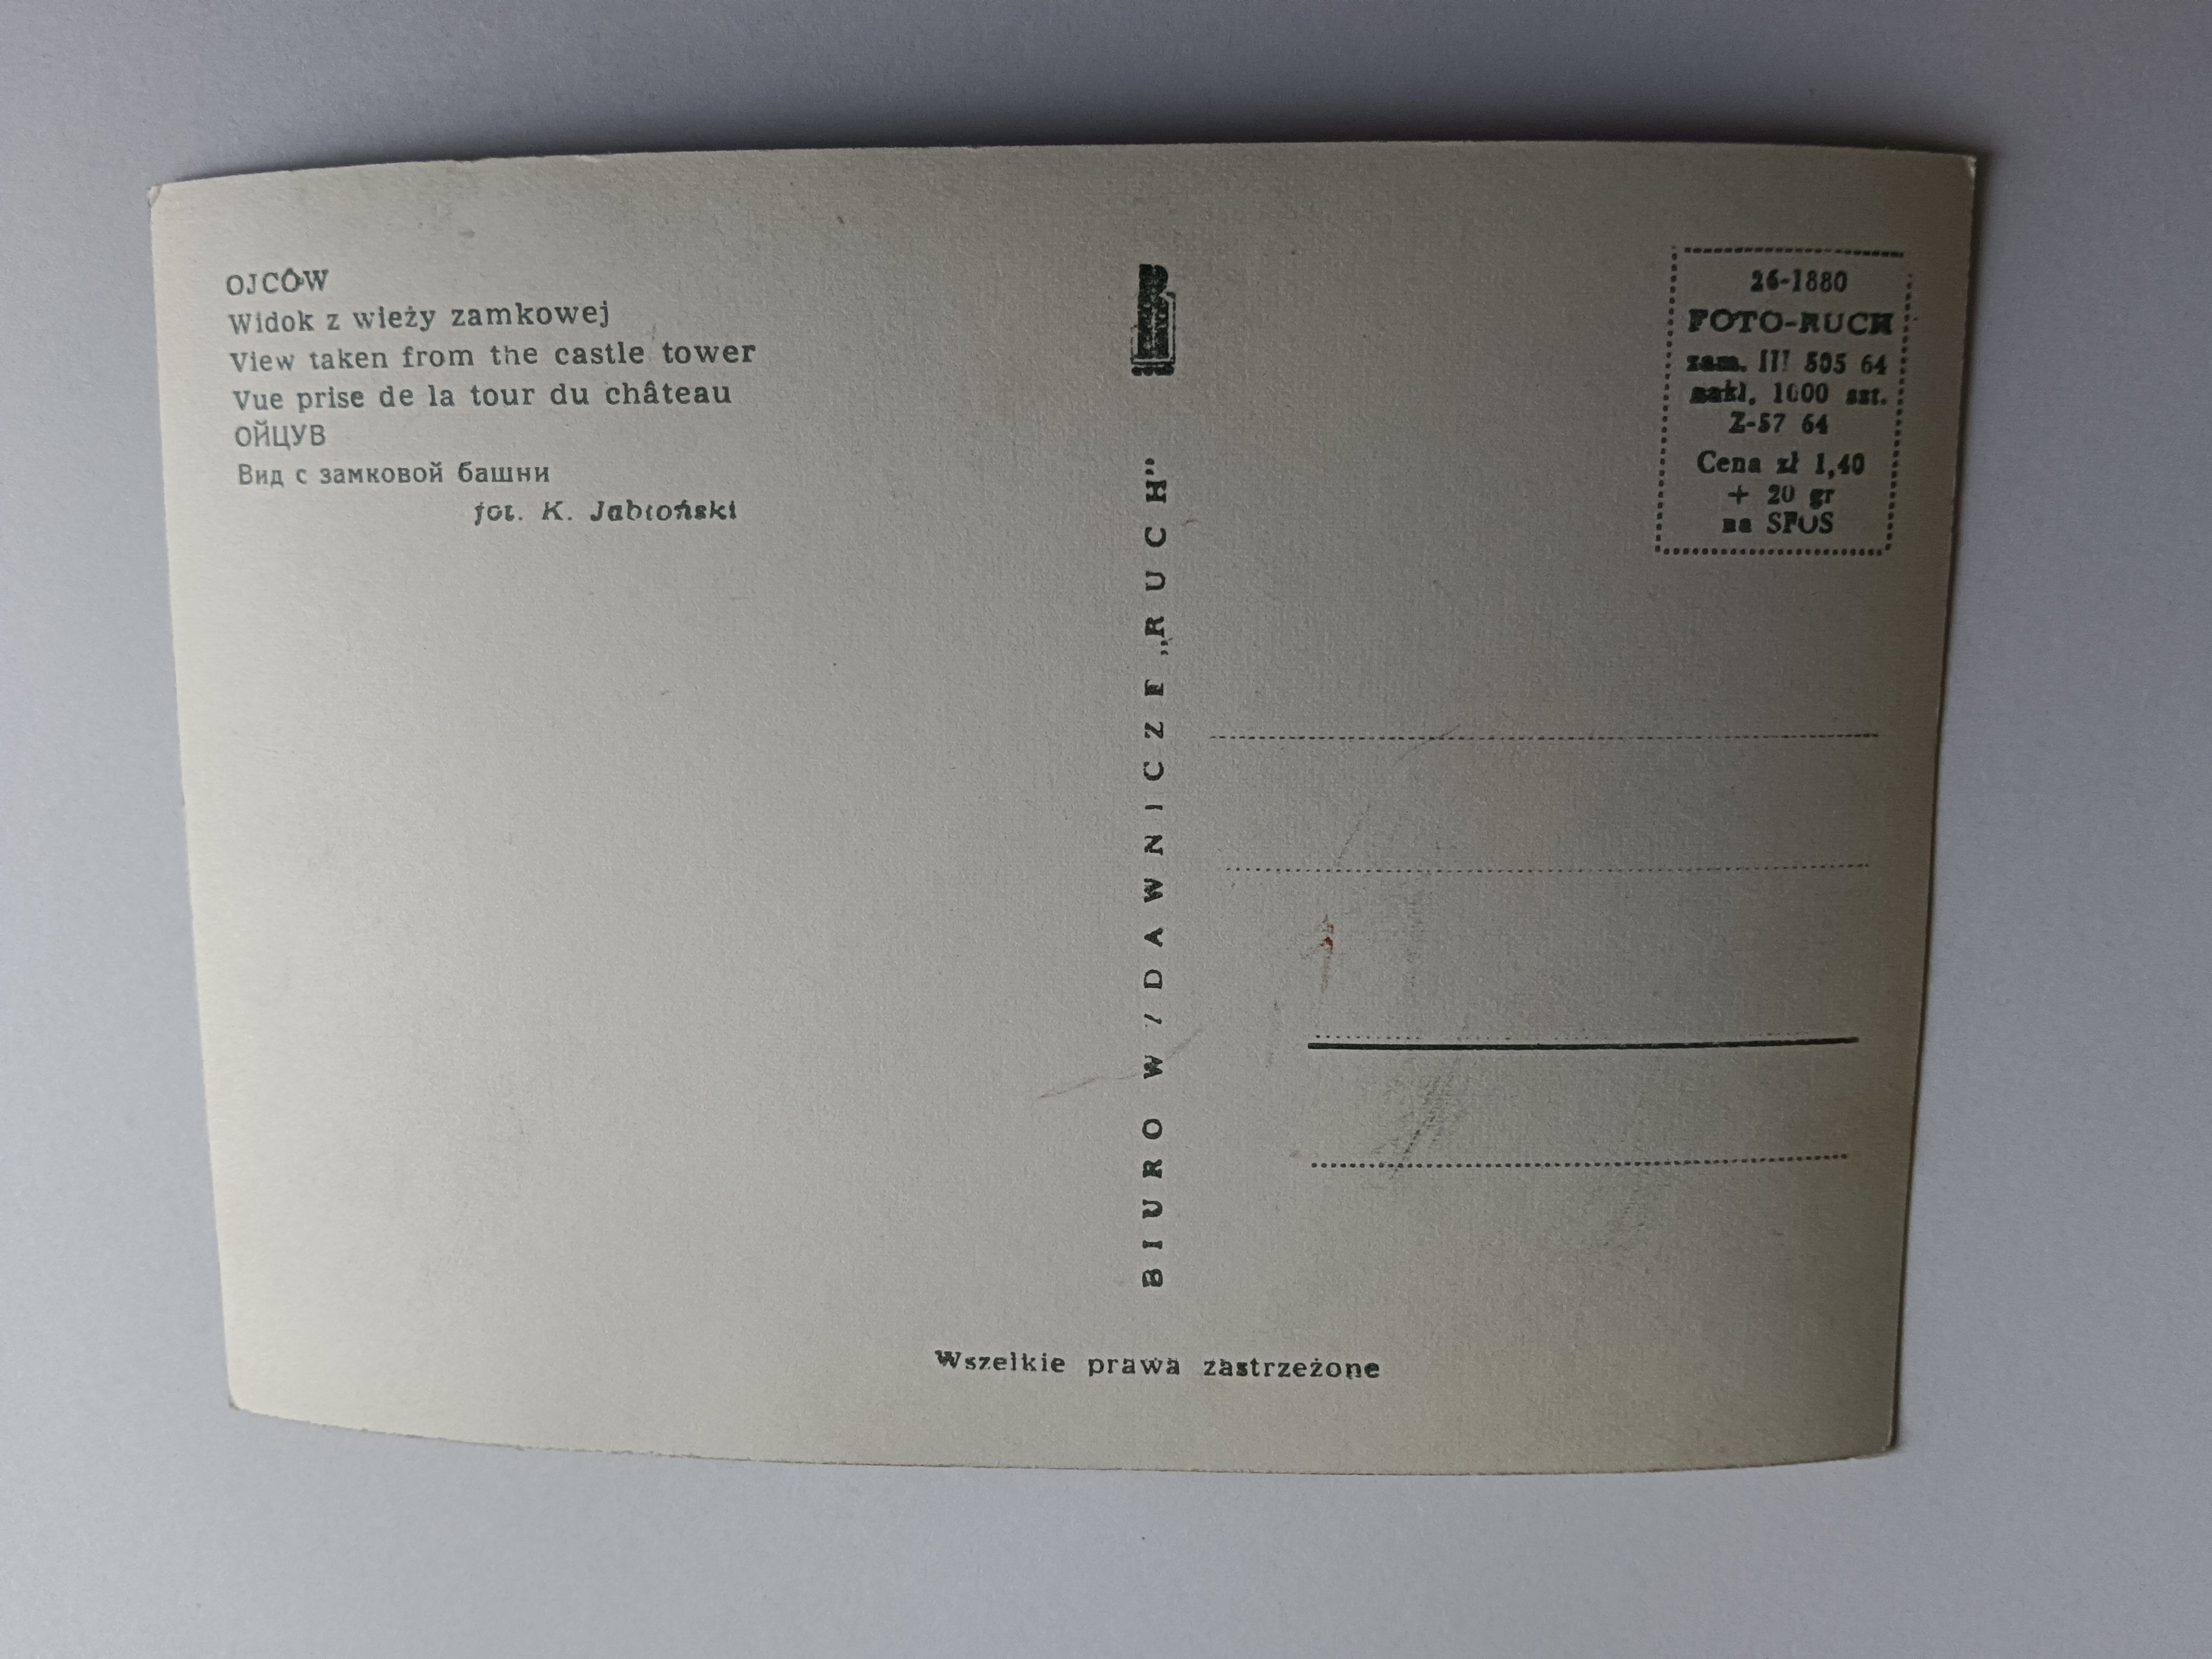 OJCÓW
Widok z wieży zamkowej
View taken from the castle tower
Vue prise de la tour du château
ОЙЦУВ
Вид с замковой башни
fot. K. Jabłoński
BIURO WYDAWNICZE „RUCH”
26-1880
FOTO-RUCH
zam. III 505 64
nakł. 1000 szt.
Z-57 64
Cena zł 1,40
+ 20 gr
na SFOS
Wszelkie prawa zastrzeżone